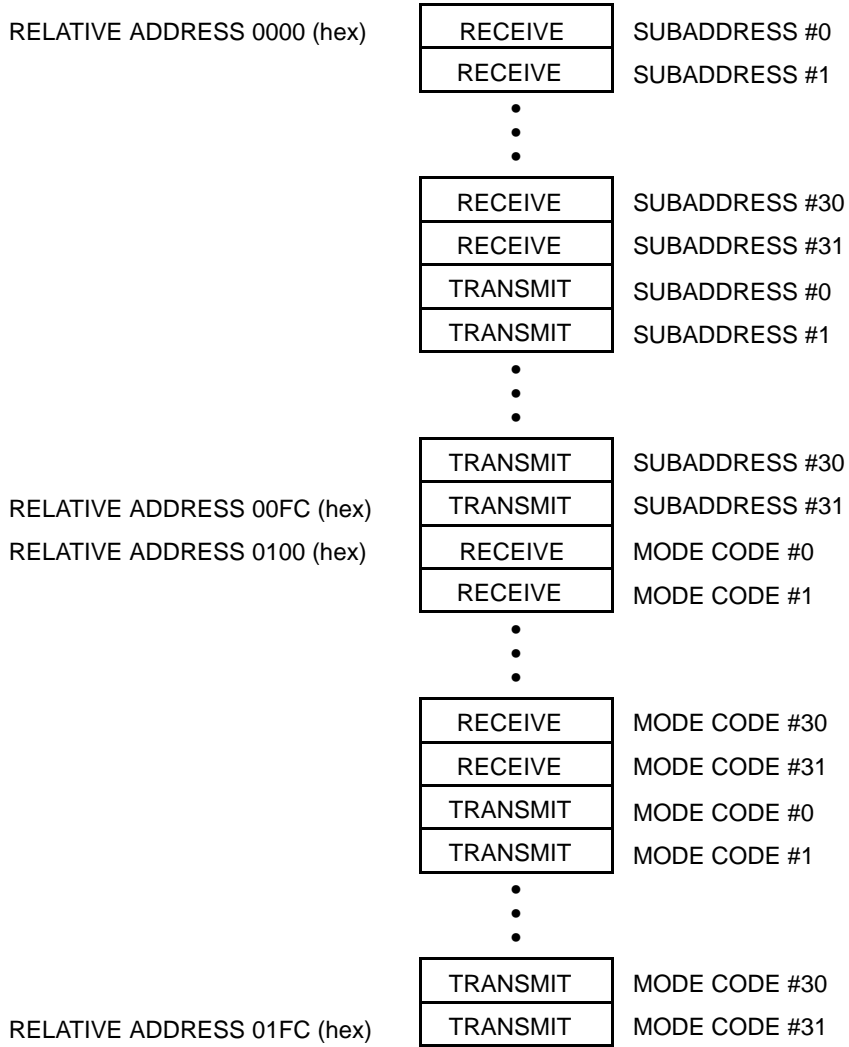 RELATIVE ADDRESS 0000 (hex) RECEIVE SUBADDRESS #0
RECEIVE SUBADDRESS #1
RECEIVE SUBADDRESS #30
RECEIVE SUBADDRESS #31
TRANSMIT SUBADDRESS #0
TRANSMIT SUBADDRESS #1
TRANSMIT SUBADDRESS #30
RELATIVE ADDRESS 00FC (hex) TRANSMIT SUBADDRESS #31
RELATIVE ADDRESS 0100 (hex) RECEIVE MODE CODE #0
RECEIVE MODE CODE #1
RECEIVE MODE CODE #30
RECEIVE MODE CODE #31
TRANSMIT MODE CODE #0
TRANSMIT MODE CODE #1
TRANSMIT MODE CODE #30
RELATIVE ADDRESS 01FC (hex) TRANSMIT MODE CODE #31